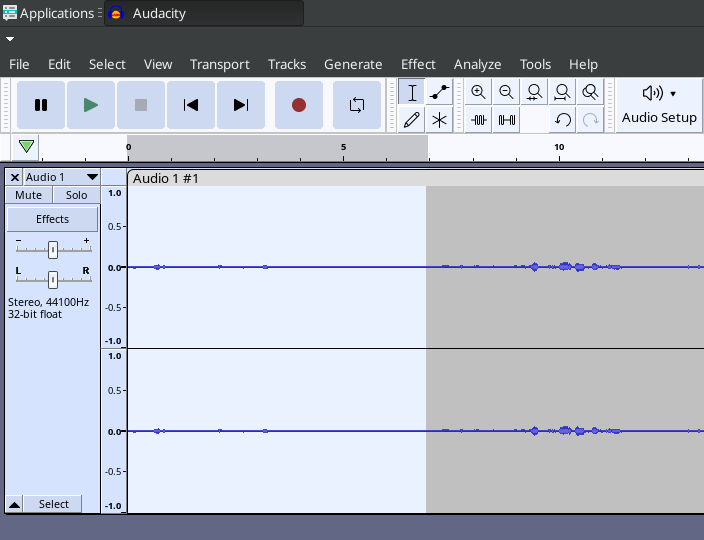 Applications
Audacity
File Edit Select View Transport Tracks Generate Effect Analyze Tools Help
Audio Setup
0 5 10
Audio 1
Audio 1 #1
Mute Solo
Effects
- +
L R
Stereo, 44100Hz
32-bit float
1.0
0.5
0.0
-0.5
-1.0
1.0
0.5
0.0
-0.5
-1.0
Select